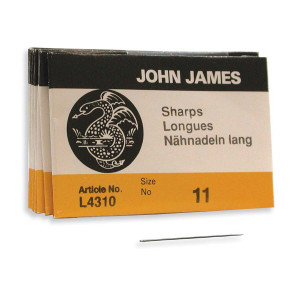 JOHN JAMES
Sharps
Longues
Nähnadeln lang
Article No.
L4310
Size
No
11